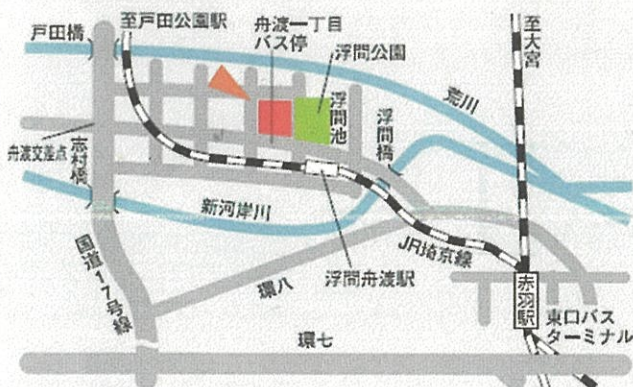 至戸田公園駅
戸田橋
舟渡一丁目
バス停
浮間公園
至大宮
荒川
浮間池
浮間橋
舟渡交差点
志村橋
新河岸川
JR埼京線
国道17号線
環八
浮間舟渡駅
赤羽駅
東口バス
ターミナル
環七